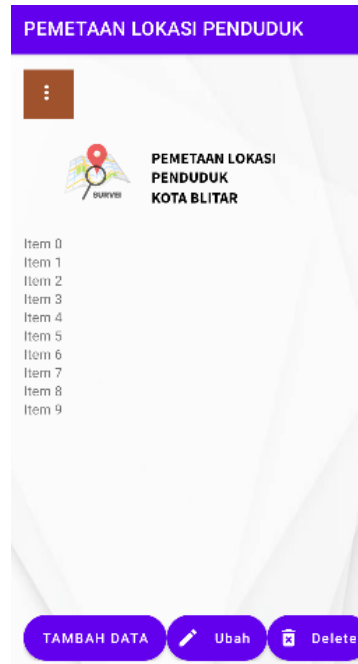 PEMETAAN LOKASI PENDUDUK
SURVEI
PEMETAAN LOKASI
PENDUDUK
KOTA BLITAR
Item 0
Item 1
Item 2
Item 3
Item 4
Item 5
Item 6
Item 7
Item 8
Item 9
TAMBAH DATA Ubah Delete